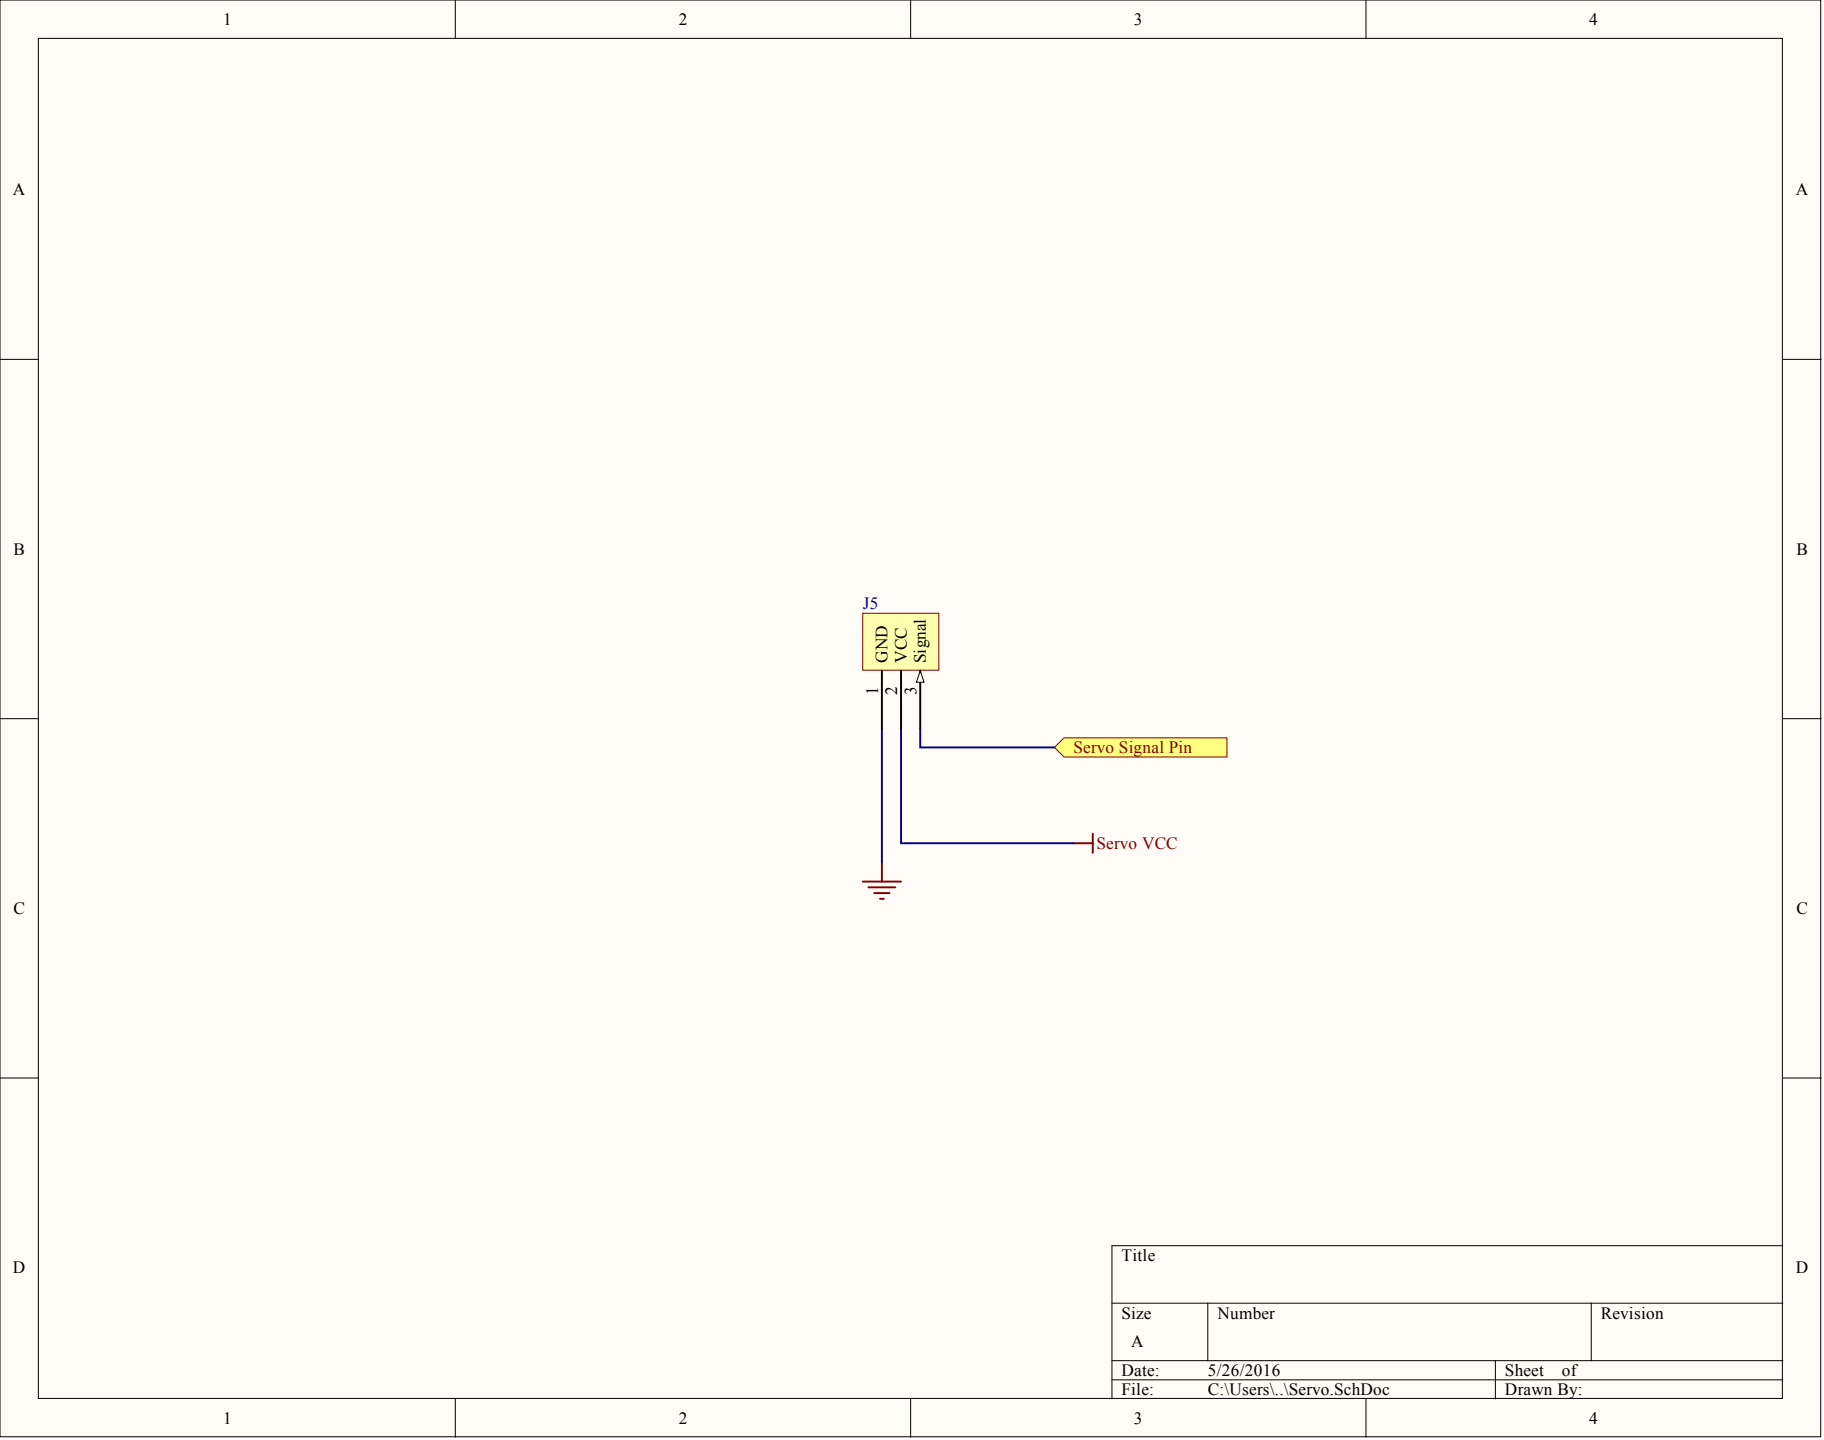 1 2 3 4
A A
B B
J5
GND
VCC
Signal
1 2 3
Servo Signal Pin
Servo VCC
C C
Title
D D
Size Number Revision
A
Date: 5/26/2016 Sheet of
File: C:\Users\..\Servo.SchDoc Drawn By:
1 2 3 4